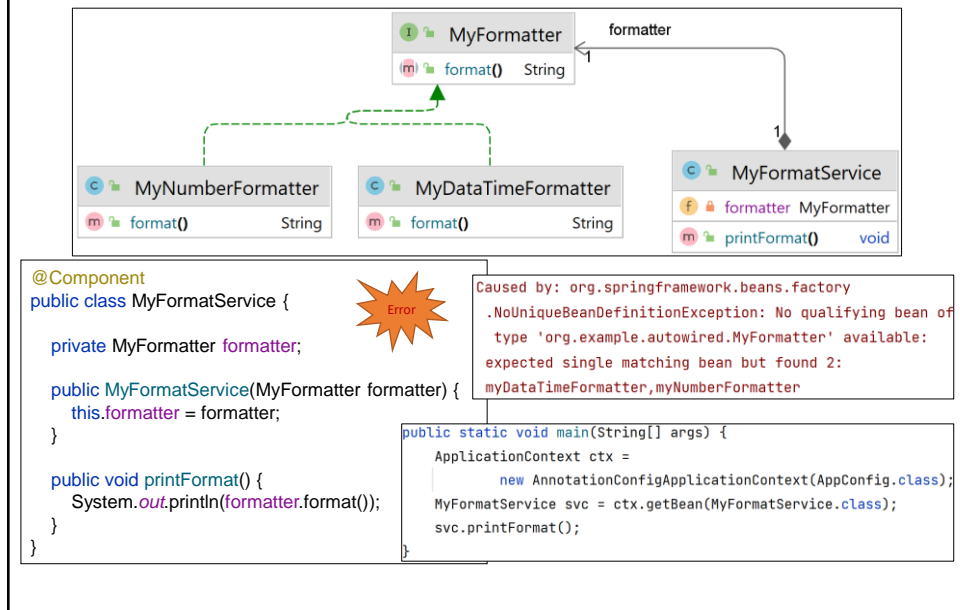 I MyFormatter
(m) format() String
formatter
1
1
C MyNumberFormatter
m format() String
C MyDataTimeFormatter
m format() String
C MyFormatService
f formatter MyFormatter
m printFormat() void
@Component
public class MyFormatService {
private MyFormatter formatter;
public MyFormatService(MyFormatter formatter) {
this.formatter = formatter;
}
public void printFormat() {
System.out.println(formatter.format());
}
}
Error
Caused by: org.springframework.beans.factory
.NoUniqueBeanDefinitionException: No qualifying bean of
type 'org.example.autowired.MyFormatter' available:
expected single matching bean but found 2:
myDataTimeFormatter,myNumberFormatter
public static void main(String[] args) {
ApplicationContext ctx =
new AnnotationConfigApplicationContext(AppConfig.class);
MyFormatService svc = ctx.getBean(MyFormatService.class);
svc.printFormat();
}